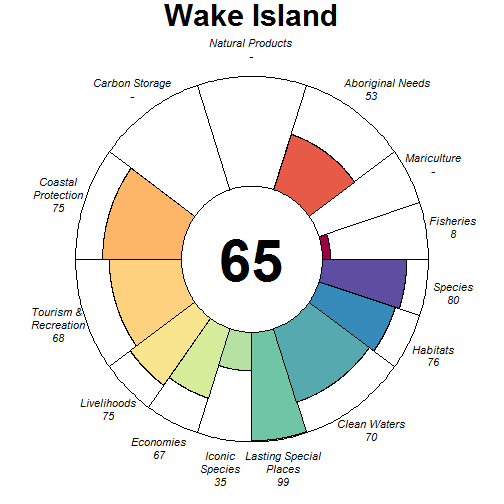 Wake Island
Natural Products
-
Carbon Storage
-
Aboriginal Needs
53
Mariculture
-
Coastal
Protection
75
Fisheries
8
65
Species
80
Tourism &
Recreation
68
Habitats
76
Livelihoods
75
Clean Waters
70
Economies
67
Iconic
Species
35
Lasting Special
Places
99